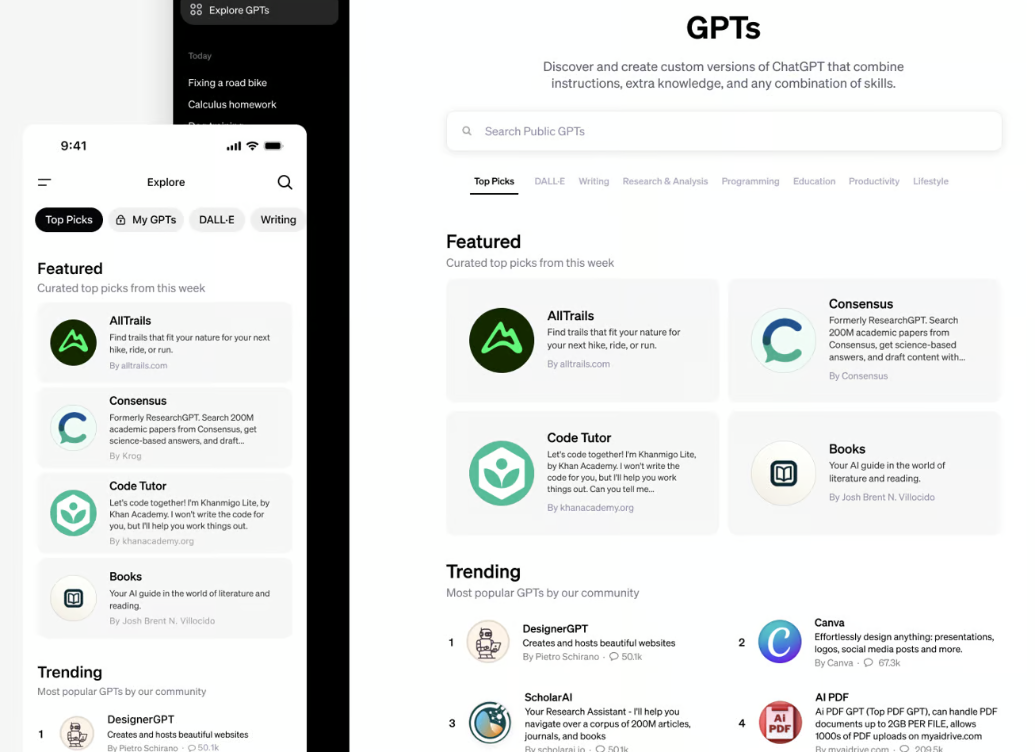 Explore GPTs
Today
Fixing a road bike
Calculus homework
9:41
Explore
Top Picks
My GPTs
DALL·E
Writing
Featured
Curated top picks from this week
AllTrails
Find trails that fit your nature for your next
hike, ride, or run.
By alltrails.com
Consensus
Formerly ResearchGPT. Search 200M
academic papers from Consensus, get
science-based answers, and draft...
By Krog
Code Tutor
Let's code together! I'm Khanmigo Lite, by
Khan Academy. I won't write the code for
you, but I'll help you work things out.
By khanacademy.org
Books
Your AI guide in the world of literature and
reading.
By Josh Brent N. Villocido
Trending
Most popular GPTs by our community
1
DesignerGPT
Creates and hosts beautiful websites
By Pietro Schirano · 50.1k
GPTs
Discover and create custom versions of ChatGPT that combine
instructions, extra knowledge, and any combination of skills.
Search Public GPTs
Top Picks
DALL·E
Writing
Research & Analysis
Programming
Education
Productivity
Lifestyle
Featured
Curated top picks from this week
AllTrails
Find trails that fit your nature for
your next hike, ride, or run.
By alltrails.com
Consensus
Formerly ResearchGPT. Search
200M academic papers from
Consensus, get science-based
answers, and draft content with...
By Consensus
Code Tutor
Let's code together! I'm Khanmigo Lite,
by Khan Academy. I won't write the
code for you, but I'll help you work
things out. Can you tell me...
By khanacademy.org
Books
Your AI guide in the world of
literature and reading.
By Josh Brent N. Villocido
Trending
Most popular GPTs by our community
1
DesignerGPT
Creates and hosts beautiful websites
By Pietro Schirano · 50.1k
2
Canva
Effortlessly design anything: presentations,
logos, social media posts and more.
By Canva · 67.3k
3
ScholarAI
Your Research Assistant - I'll help you
navigate over a corpus of 200M articles,
journals, and books
By scholarai.io · 501k
4
AI PDF
AI PDF
Ai PDF GPT (Top PDF GPT), can handle PDF
documents up to 2GB PER FILE, allows
1000s of PDF uploads on myaidrive.com
By myaidrive.com · 209.5k